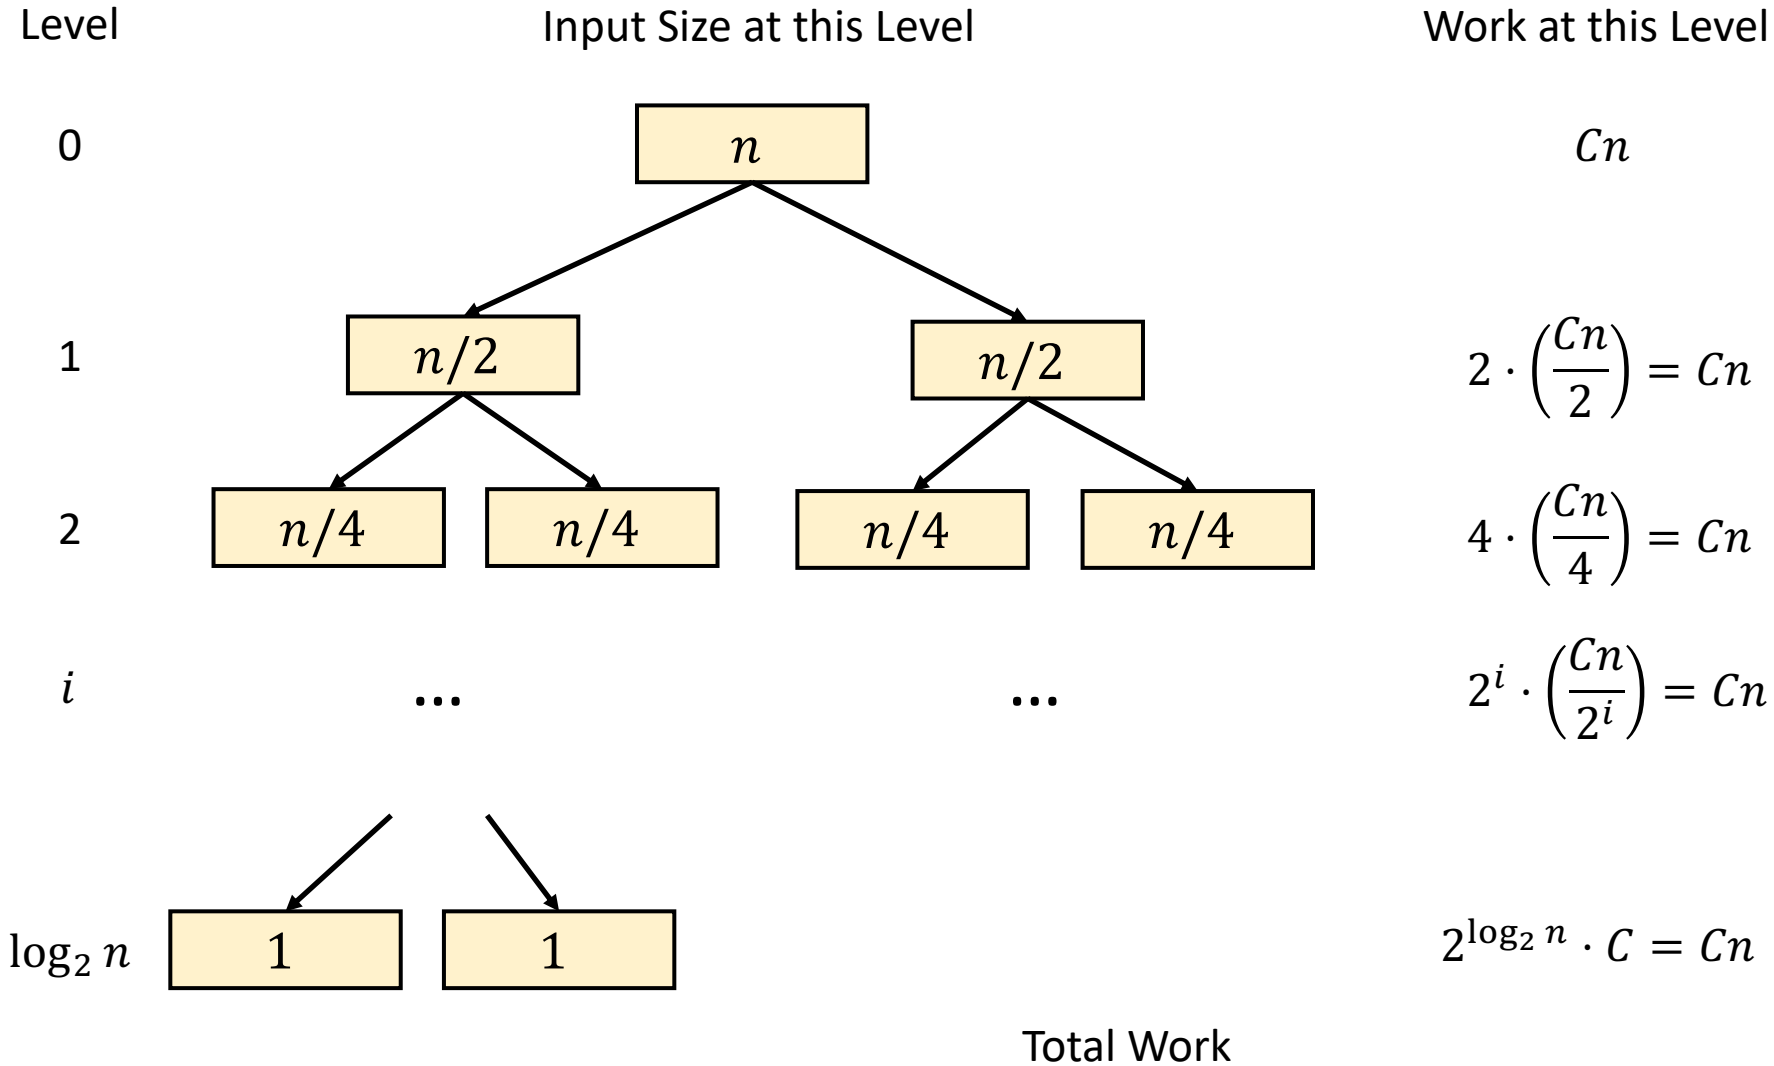 Level Input Size at this Level Work at this Level
0 n Cn
1 n/2 n/2 2 · (Cn/2) = Cn
2 n/4 n/4 n/4 n/4 4 · (Cn/4) = Cn
i ... ... 2^i · (Cn/2^i) = Cn
log₂ n 1 1 2^{log₂ n} · C = Cn
Total Work